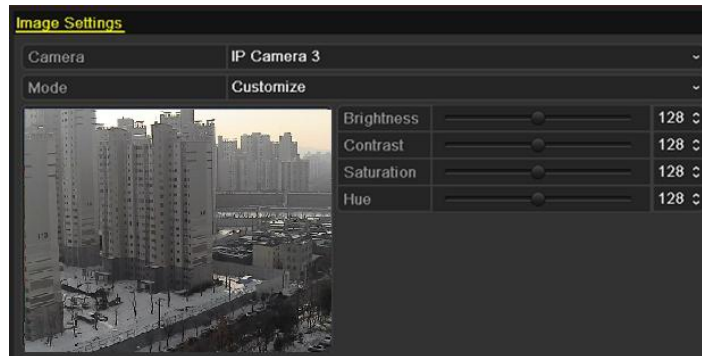 Image Settings
Camera IP Camera 3
Mode Customize
Brightness 128
Contrast 128
Saturation 128
Hue 128